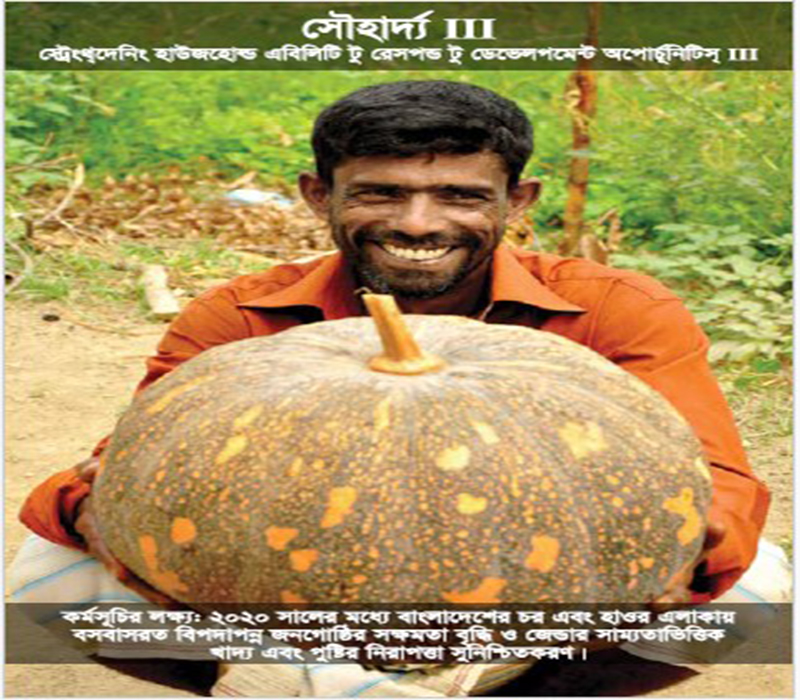 সৌহার্দ্য III
স্ট্রেংথ্‌দেনিং হাউজহোল্ড এবিলিটি টু রেসপন্ড টু ডেভেলপমেন্ট অপোর্চুনিটিস্ III
কর্মসূচির লক্ষ্যঃ ২০২০ সালের মধ্যে বাংলাদেশের চর এবং হাওর এলাকায়
বসবাসরত বিপদাপন্ন জনগোষ্ঠির সক্ষমতা বৃদ্ধি ও জেন্ডার সাম্যতাভিত্তিক
খাদ্য এবং পুষ্টির নিরাপত্তা সুনিশ্চিতকরণ।